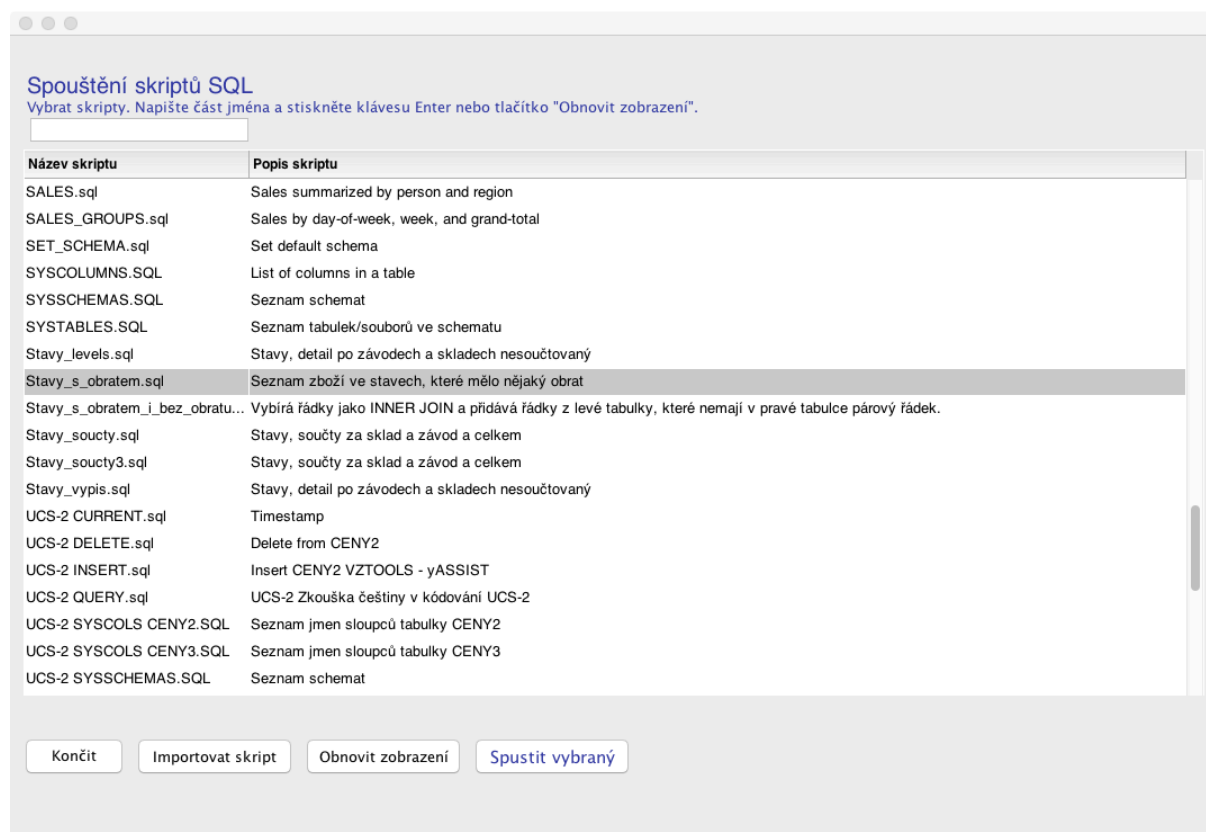 Spouštění skriptů SQL
Vybrat skripty. Napište část jména a stiskněte klávesu Enter nebo tlačítko "Obnovit zobrazení".
Název skriptu Popis skriptu
SALES.sql Sales summarized by person and region
SALES_GROUPS.sql Sales by day-of-week, week, and grand-total
SET_SCHEMA.sql Set default schema
SYSCOLUMNS.SQL List of columns in a table
SYSSCHEMAS.SQL Seznam schemat
SYSTABLES.SQL Seznam tabulek/souborů ve schematu
Stavy_levels.sql Stavy, detail po závodech a skladech nesoučtovaný
Stavy_s_obratem.sql Seznam zboží ve stavech, které mělo nějaký obrat
Stavy_s_obratem_i_bez_obratu... Vybírá řádky jako INNER JOIN a přidává řádky z levé tabulky, které nemají v pravé tabulce párový řádek.
Stavy_soucty.sql Stavy, součty za sklad a závod a celkem
Stavy_soucty3.sql Stavy, součty za sklad a závod a celkem
Stavy_vypis.sql Stavy, detail po závodech a skladech nesoučtovaný
UCS-2 CURRENT.sql Timestamp
UCS-2 DELETE.sql Delete from CENY2
UCS-2 INSERT.sql Insert CENY2 VZTOOLS - yASSIST
UCS-2 QUERY.sql UCS-2 Zkouška češtiny v kódování UCS-2
UCS-2 SYSCOLS CENY2.SQL Seznam jmen sloupců tabulky CENY2
UCS-2 SYSCOLS CENY3.SQL Seznam jmen sloupců tabulky CENY3
UCS-2 SYSSCHEMAS.SQL Seznam schemat
Končit Importovat skript Obnovit zobrazení Spustit vybraný